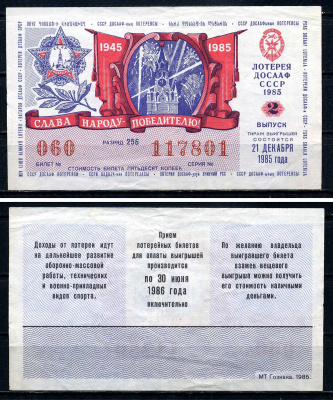 1945
1985
ЛОТЕРЕЯ
ДОСААФ
СССР
1985
2
ВЫПУСК
ТИРАЖ ВЫИГРЫШЕЙ
СОСТОИТСЯ
21 ДЕКАБРЯ
1985 года
СЛАВА НАРОДУ-ПОБЕДИТЕЛЮ!
060
РАЗРЯД 256
117801
БИЛЕТ №
СЕРИЯ №
СТОИМОСТЬ БИЛЕТА ПЯТЬДЕСЯТ КОПЕЕК
Доходы от лотереи идут
на дальнейшее развитие
оборонно-массовой
работы, технических
и военно-прикладных
видов спорта.
Прием
лотерейных билетов
для оплаты выигрышей
производится
по 30 июня
1986 года
включительно
По желанию владельца
выигравшего билета
взамен вещевого
выигрыша можно получить
его стоимость наличными
деньгами.
МТ Гознака. 1985.